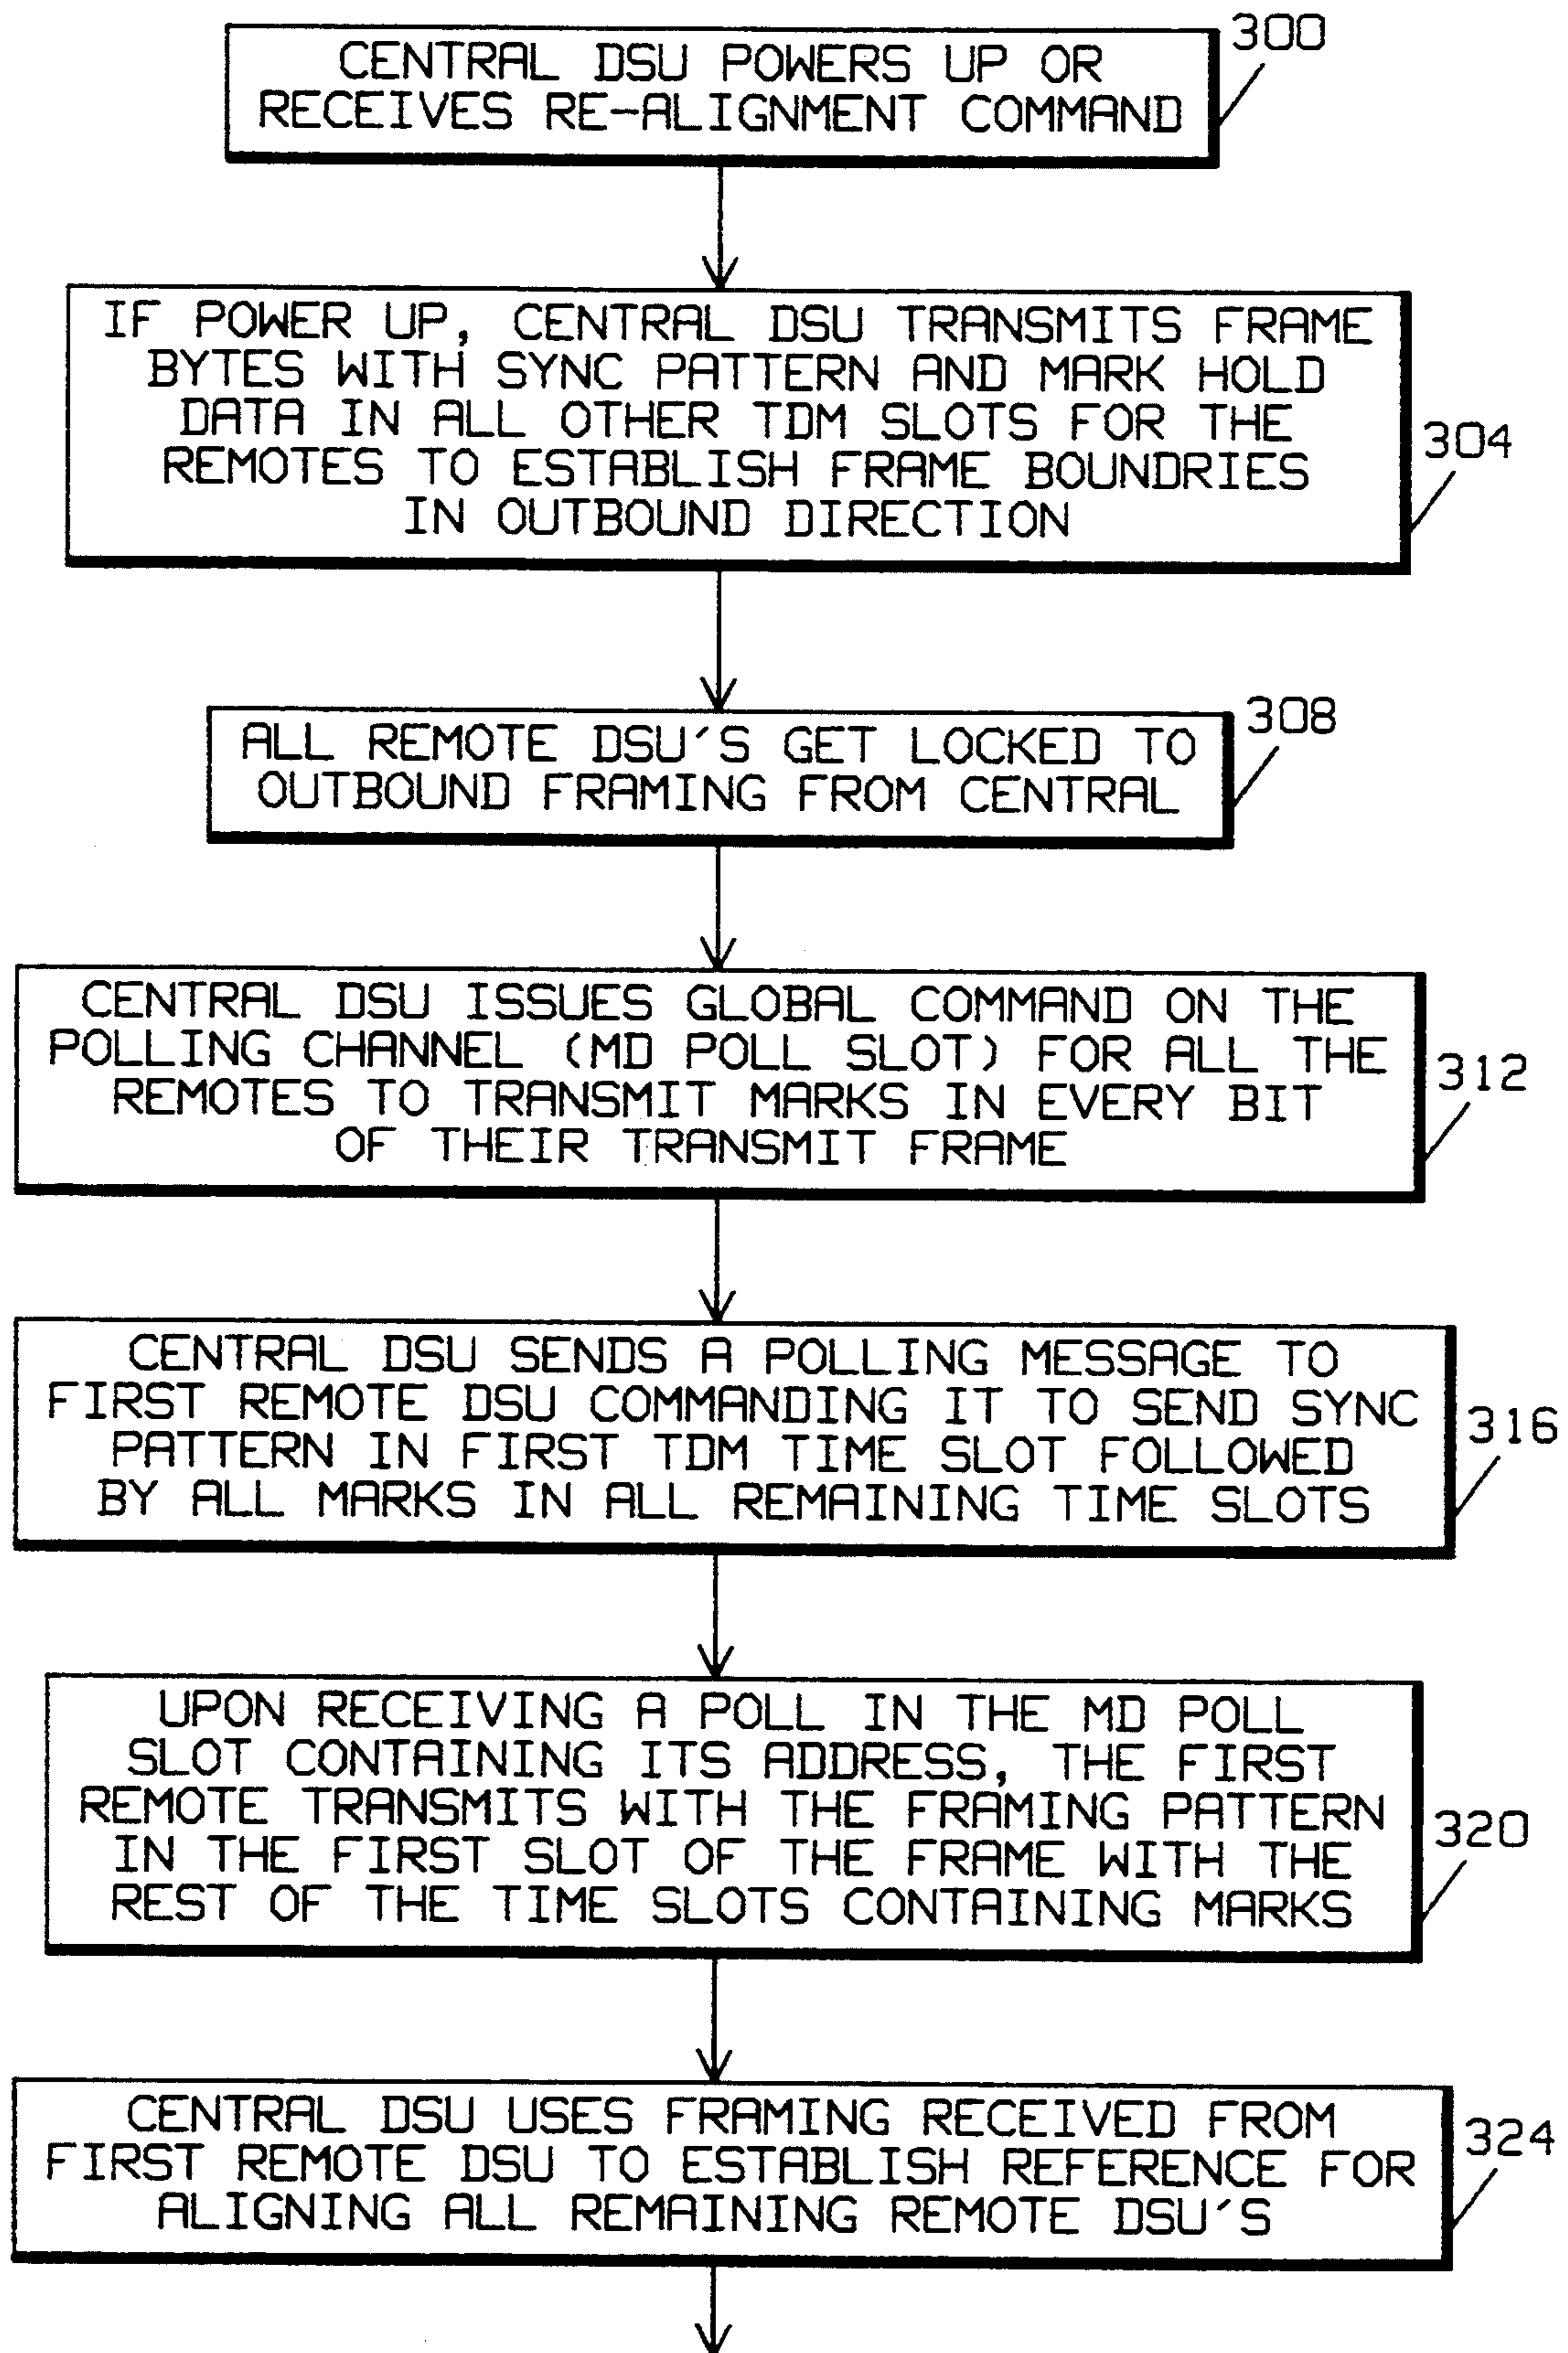 300
CENTRAL DSU POWERS UP OR
RECEIVES RE-ALIGNMENT COMMAND
IF POWER UP, CENTRAL DSU TRANSMITS FRAME
BYTES WITH SYNC PATTERN AND MARK HOLD
DATA IN ALL OTHER TDM SLOTS FOR THE
REMOTES TO ESTABLISH FRAME BOUNDRIES
IN OUTBOUND DIRECTION
304
ALL REMOTE DSU'S GET LOCKED TO
OUTBOUND FRAMING FROM CENTRAL
308
CENTRAL DSU ISSUES GLOBAL COMMAND ON THE
POLLING CHANNEL (MD POLL SLOT) FOR ALL THE
REMOTES TO TRANSMIT MARKS IN EVERY BIT
OF THEIR TRANSMIT FRAME
312
CENTRAL DSU SENDS A POLLING MESSAGE TO
FIRST REMOTE DSU COMMANDING IT TO SEND SYNC
PATTERN IN FIRST TDM TIME SLOT FOLLOWED
BY ALL MARKS IN ALL REMAINING TIME SLOTS
316
UPON RECEIVING A POLL IN THE MD POLL
SLOT CONTAINING ITS ADDRESS, THE FIRST
REMOTE TRANSMITS WITH THE FRAMING PATTERN
IN THE FIRST SLOT OF THE FRAME WITH THE
REST OF THE TIME SLOTS CONTAINING MARKS
320
CENTRAL DSU USES FRAMING RECEIVED FROM
FIRST REMOTE DSU TO ESTABLISH REFERENCE FOR
ALIGNING ALL REMAINING REMOTE DSU'S
324